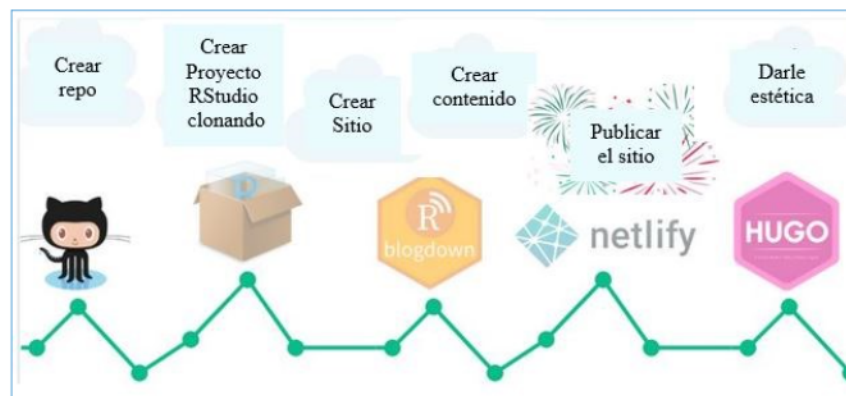 Crear
repo
Crear
Proyecto
RStudio
clonando
Crear
Sitio
Crear
contenido
Publicar
el sitio
Darle
estética
R
blogdown
netlify
HUGO